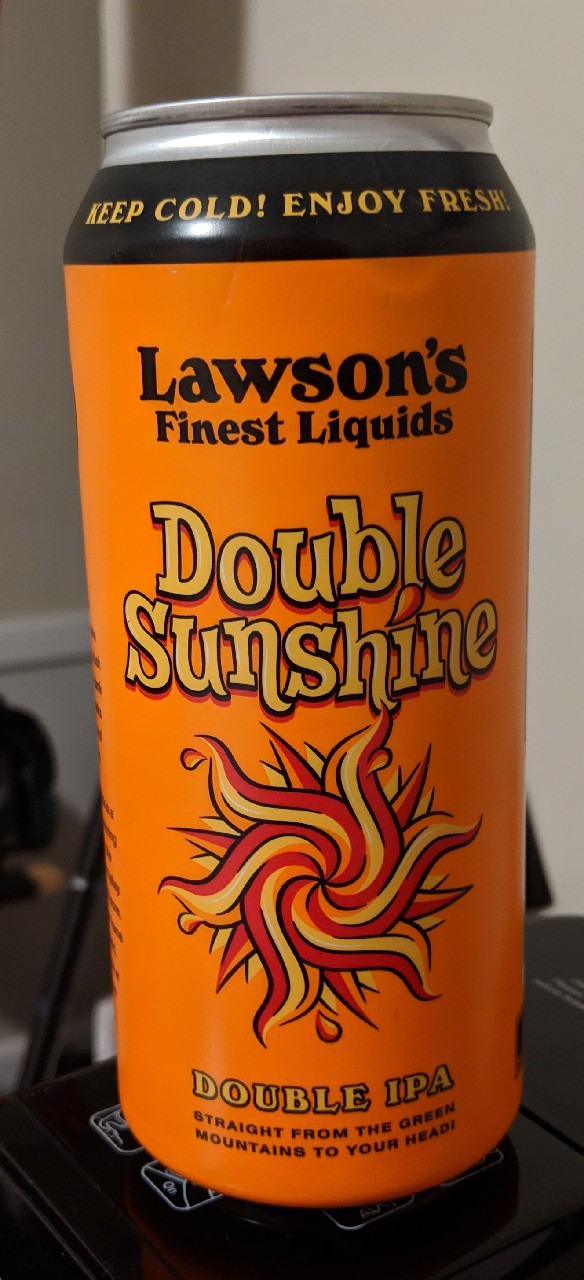 KEEP COLD! ENJOY FRESH!
Lawson's
Finest Liquids
Double
Sunshine
DOUBLE IPA
STRAIGHT FROM THE GREEN
MOUNTAINS TO YOUR HEAD!